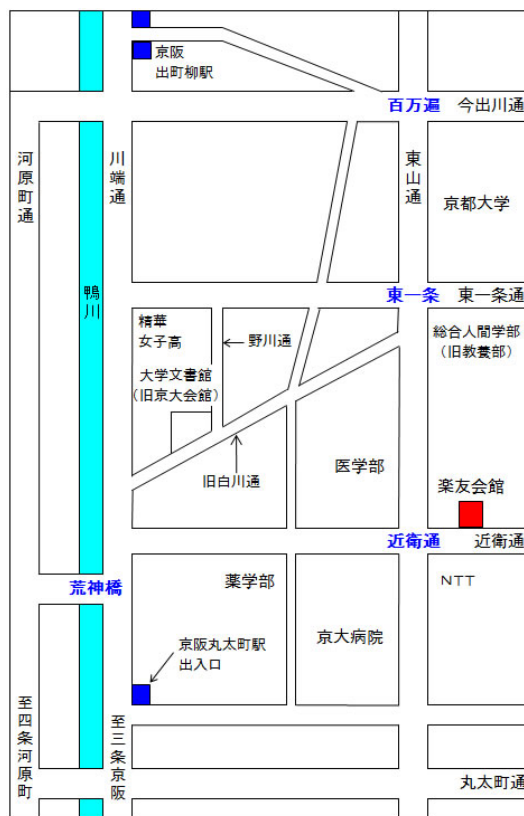 京阪
出町柳駅
百万遍
今出川通
河原町通
川端通
東山通
京都大学
鴨川
東一条
東一条通
精華
女子高
野川通
総合人間学部
(旧教養部)
大学文書館
(旧京大会館)
旧白川通
医学部
楽友会館
近衛通
近衛通
荒神橋
薬学部
NTT
京阪丸太町駅
出入口
京大病院
至四条河原町
至三条京阪
丸太町通